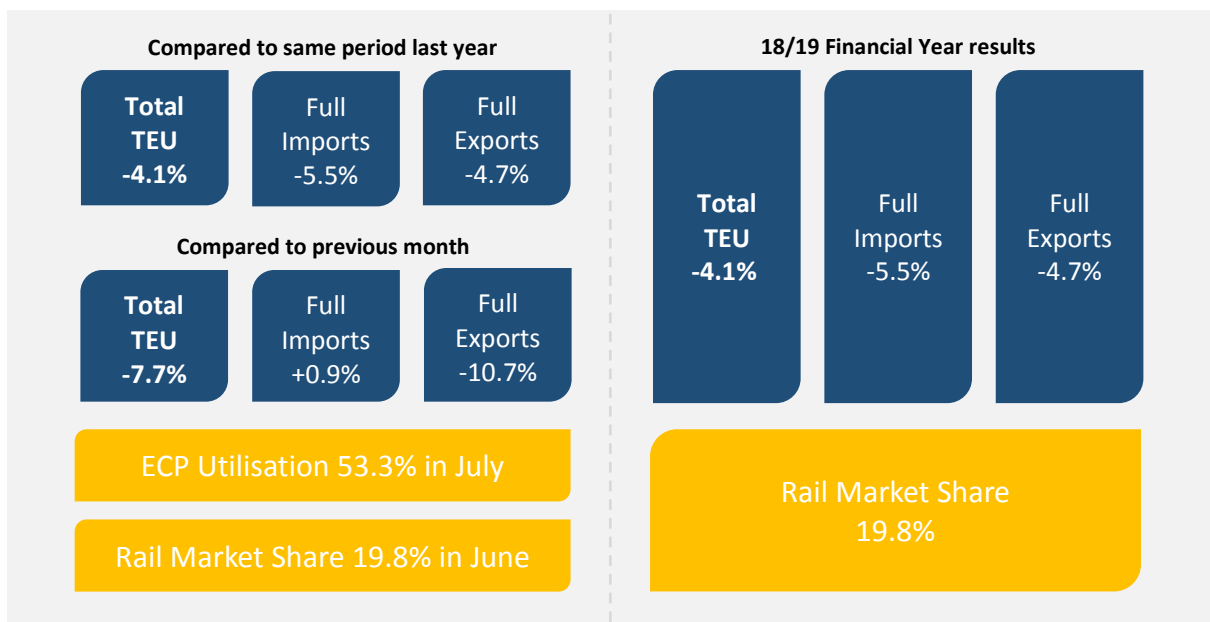 Compared to same period last year
Total
TEU
-4.1%
Full
Imports
-5.5%
Full
Exports
-4.7%
Compared to previous month
Total
TEU
-7.7%
Full
Imports
+0.9%
Full
Exports
-10.7%
ECP Utilisation 53.3% in July
Rail Market Share 19.8% in June
18/19 Financial Year results
Total
TEU
-4.1%
Full
Imports
-5.5%
Full
Exports
-4.7%
Rail Market Share
19.8%